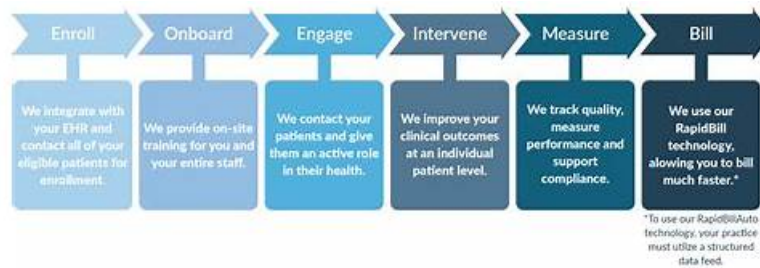 Enroll
Onboard
Engage
Intervene
Measure
Bill
We integrate with
your EHR and
contact all of your
eligible patients for
enrollment.
We provide on-site
training for you and
your entire staff.
We contact your
patients and give
them an active role
in their health.
We improve your
clinical outcomes
at an individual
patient level.
We track quality,
measure
performance and
support
compliance.
We use our
RapidBill
technology,
allowing you to bill
much faster.*
*To use our RapidBillAuto
technology, your practice
must utilize a structured
data feed.